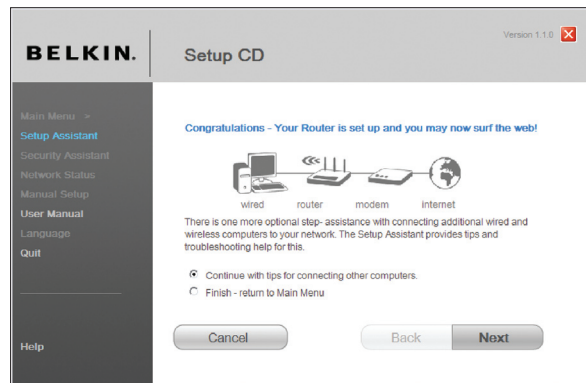 BELKIN.
Setup CD
Version 1.1.0
Main Menu >
Setup Assistant
Security Assistant
Network Status
Manual Setup
User Manual
Language
Quit
Help
Congratulations - Your Router is set up and you may now surf the web!
wired router modem internet
There is one more optional step- assistance with connecting additional wired and
wireless computers to your network. The Setup Assistant provides tips and
troubleshooting help for this.
Continue with tips for connecting other computers.
Finish - return to Main Menu
Cancel Back Next